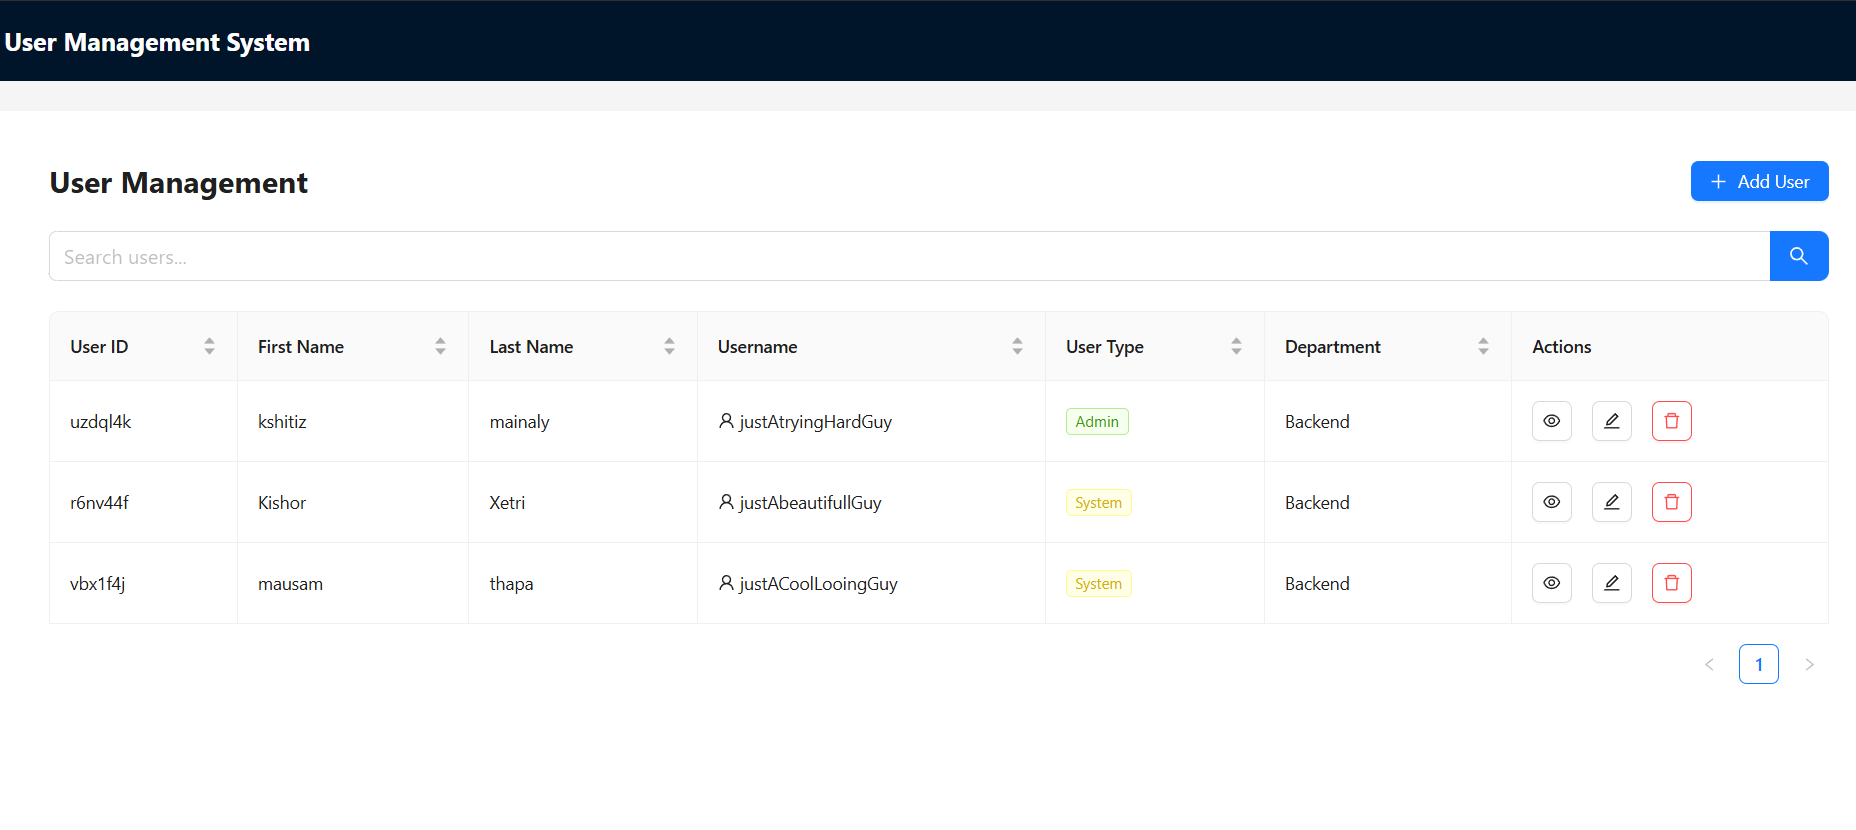 User Management System
User Management
Add User
Search users...
User ID First Name Last Name Username User Type Department Actions
uzdql4k kshitiz mainaly justAtryingHardGuy Admin Backend
r6nv44f Kishor Xetri justAbeautifullGuy System Backend
vbx1f4j mausam thapa justACoolLooingGuy System Backend
1